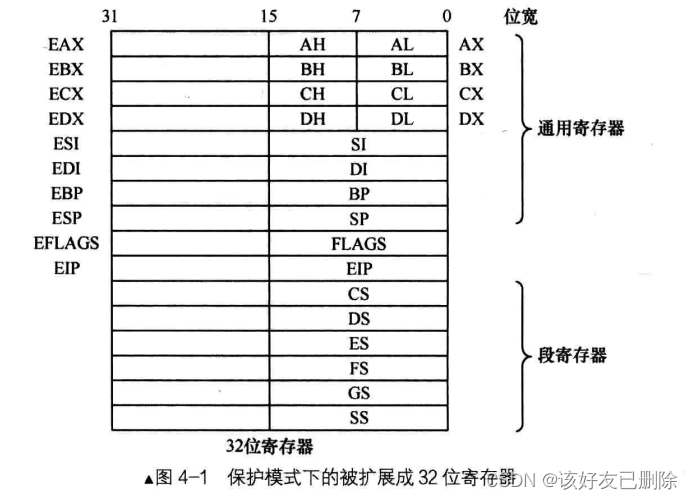 31 15 7 0 位宽
EAX AH AL AX
EBX BH BL BX
ECX CH CL CX
EDX DH DL DX
通用寄存器
ESI SI
EDI DI
EBP BP
ESP SP
EFLAGS FLAGS
EIP EIP
CS
DS
ES
段寄存器
FS
GS
SS
32位寄存器
▲图 4-1 保护模式下的被扩展成 32 位寄存器
CSDN @该好友已删除